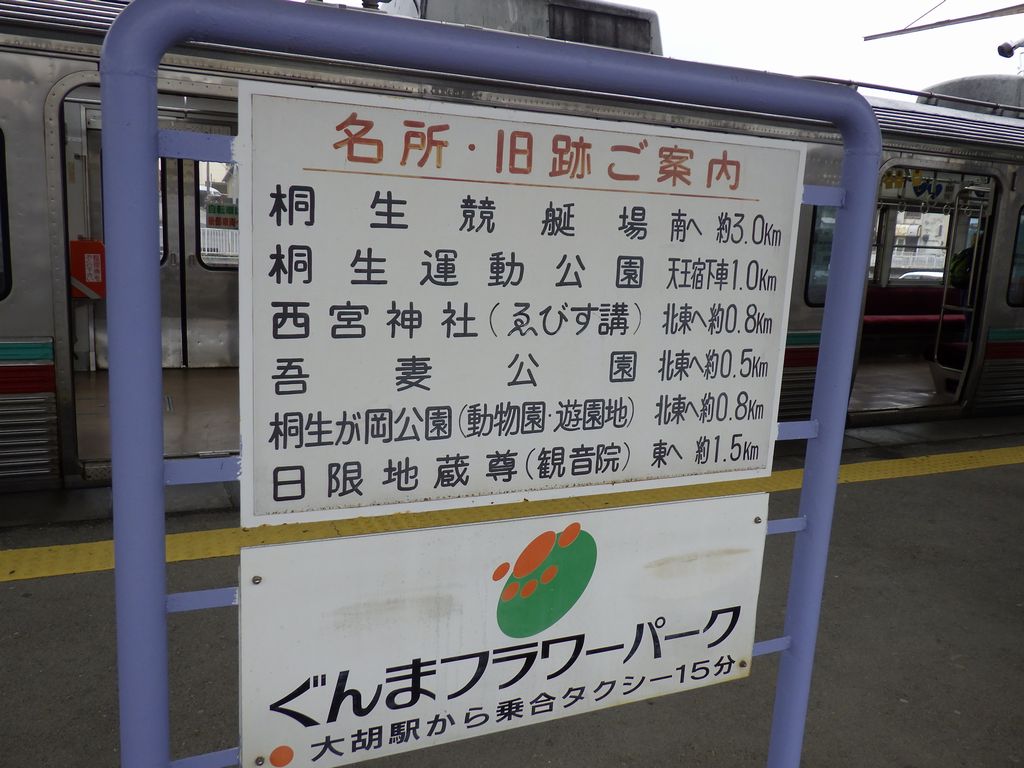 名所・旧跡ご案内
桐生競艇場 南へ 約3.0Km
桐生運動公園 天王宿下車1.0Km
西宮神社(ゑびす講) 北東へ約0.8Km
吾妻公園 北東へ約0.5Km
桐生が岡公園(動物園・遊園地) 北東へ約0.8Km
日限地蔵尊(観音院) 東へ 約1.5Km
ぐんまフラワーパーク
大胡駅から乗合タクシー15分